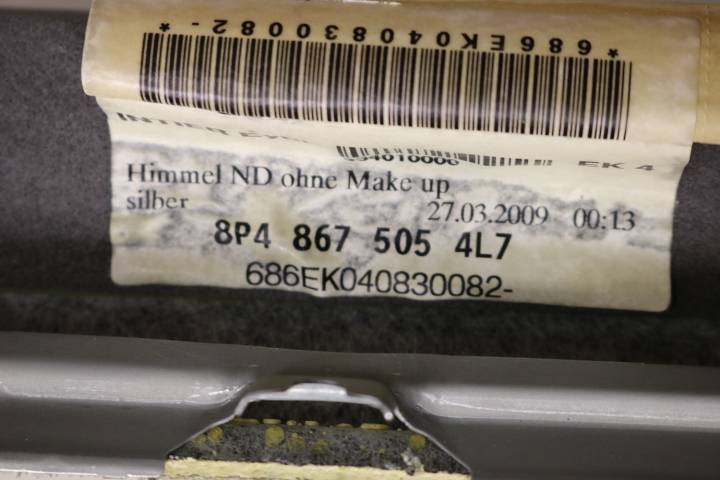 *686EK040830082-
INTIER
EK 4
Himmel ND ohne Make up
silber
27.03.2009 00:13
8P4 867 505 4L7
686EK040830082-